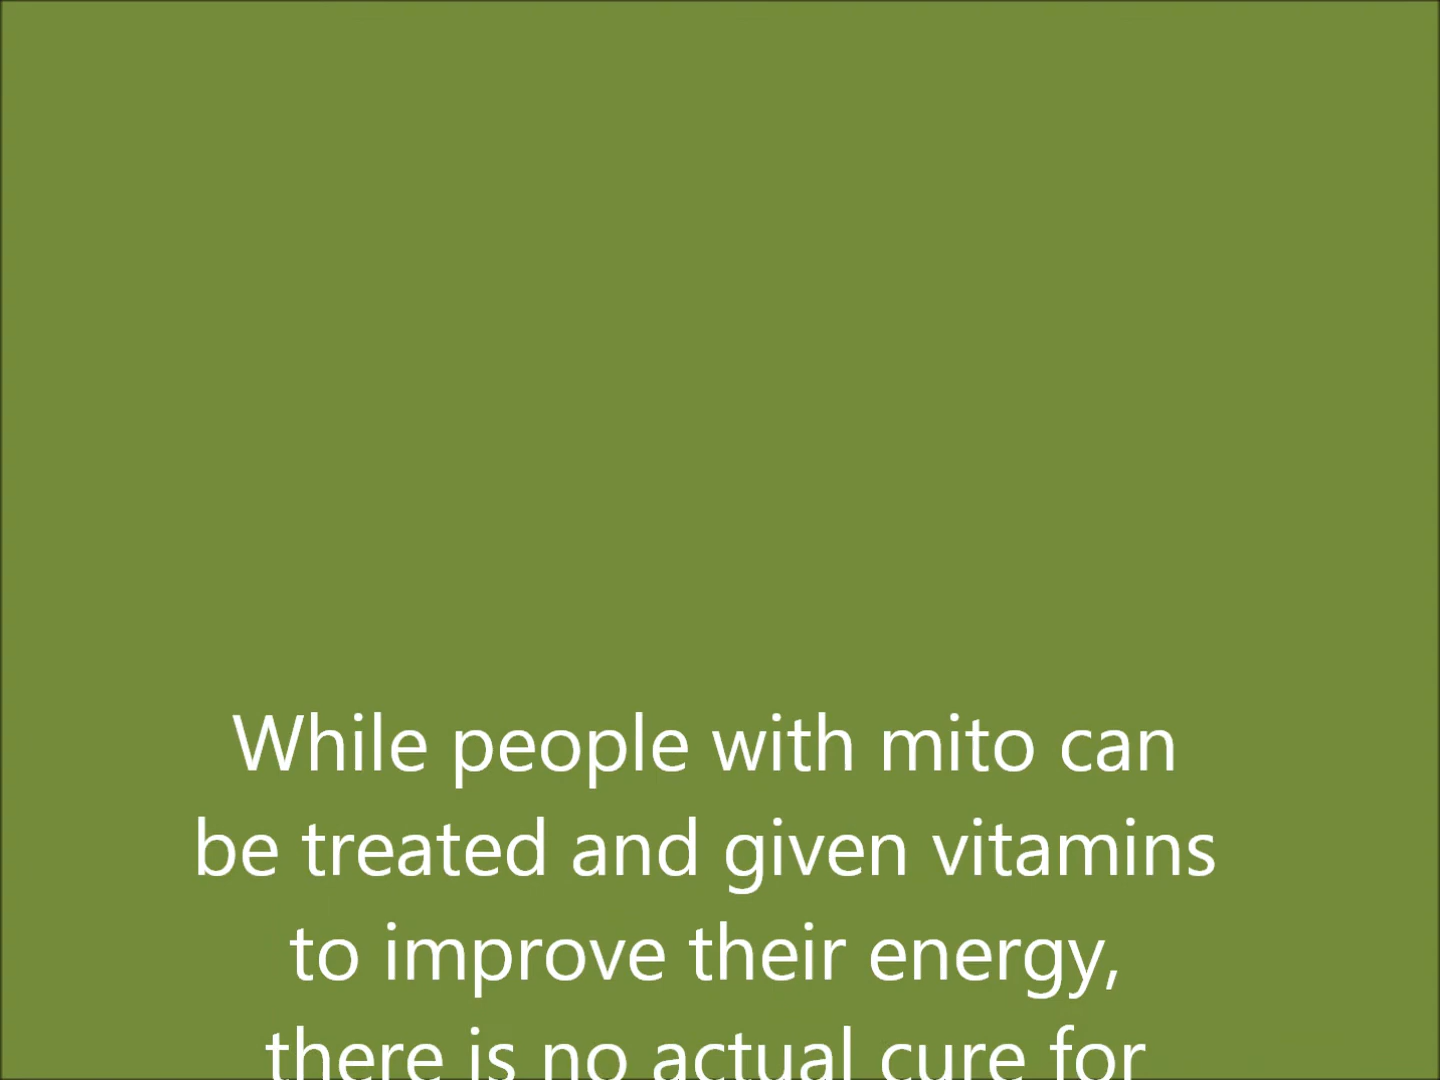 While people with mito can
be treated and given vitamins
to improve their energy,
there is no actual cure for